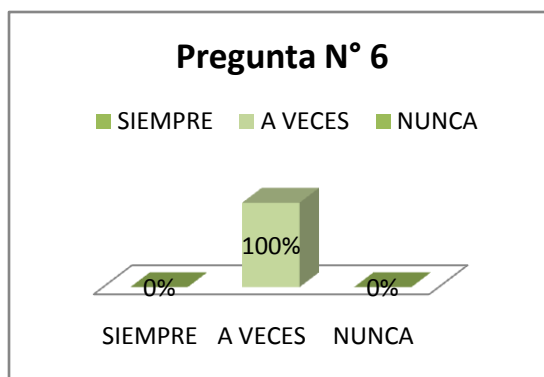 Pregunta N° 6
SIEMPRE A VECES NUNCA
100%
0% 0%
SIEMPRE A VECES NUNCA